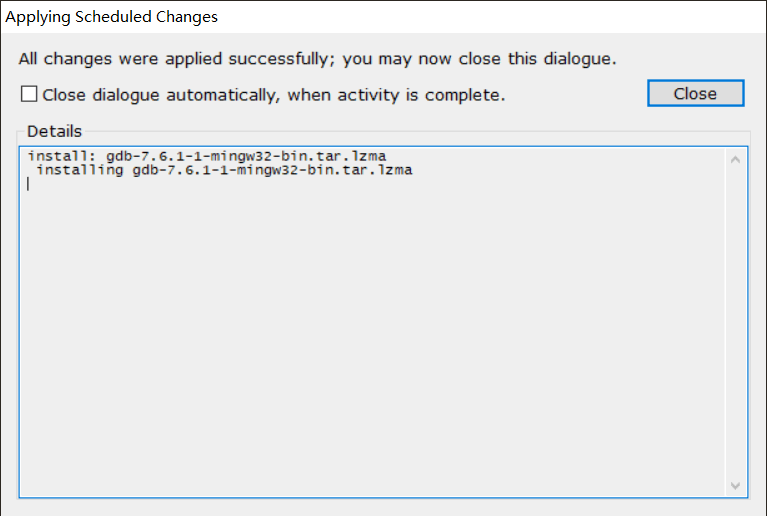 Applying Scheduled Changes
All changes were applied successfully; you may now close this dialogue.
Close dialogue automatically, when activity is complete.
Close
Details
install: gdb-7.6.1-1-mingw32-bin.tar.lzma
installing gdb-7.6.1-1-mingw32-bin.tar.lzma